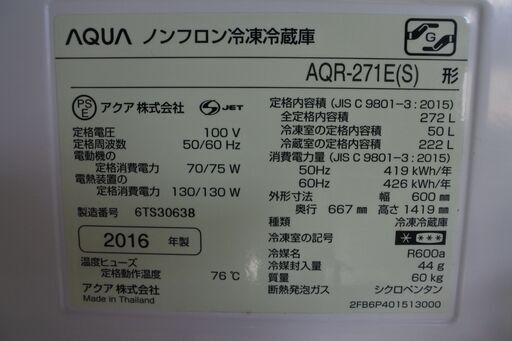 AQUA ノンフロン冷凍冷蔵庫
G
AQR-271E(S) 形
PS E アクア株式会社 S JET
定格電圧 100 V
定格周波数 50/60 Hz
電動機の
定格消費電力 70/75 W
電熱装置の
定格消費電力 130/130 W
製造番号 6TS30638
2016 年製
温度ヒューズ
定格動作温度 76℃
アクア株式会社
Made in Thailand
定格内容積 (JIS C 9801-3 : 2015)
全定格内容積 272 L
冷凍室の定格内容積 50 L
冷蔵室の定格内容積 222 L
消費電力量 (JIS C 9801-3 : 2015)
50Hz 419 kWh/年
60Hz 426 kWh/年
外形寸法 幅 600 mm
奥行 667 mm 高さ 1419 mm
種類 冷凍冷蔵庫
冷凍室の記号 * ***
冷媒名 R600a
冷媒封入量 44 g
質量 60 kg
断熱発泡ガス シクロペンタン
2FB6P401513000